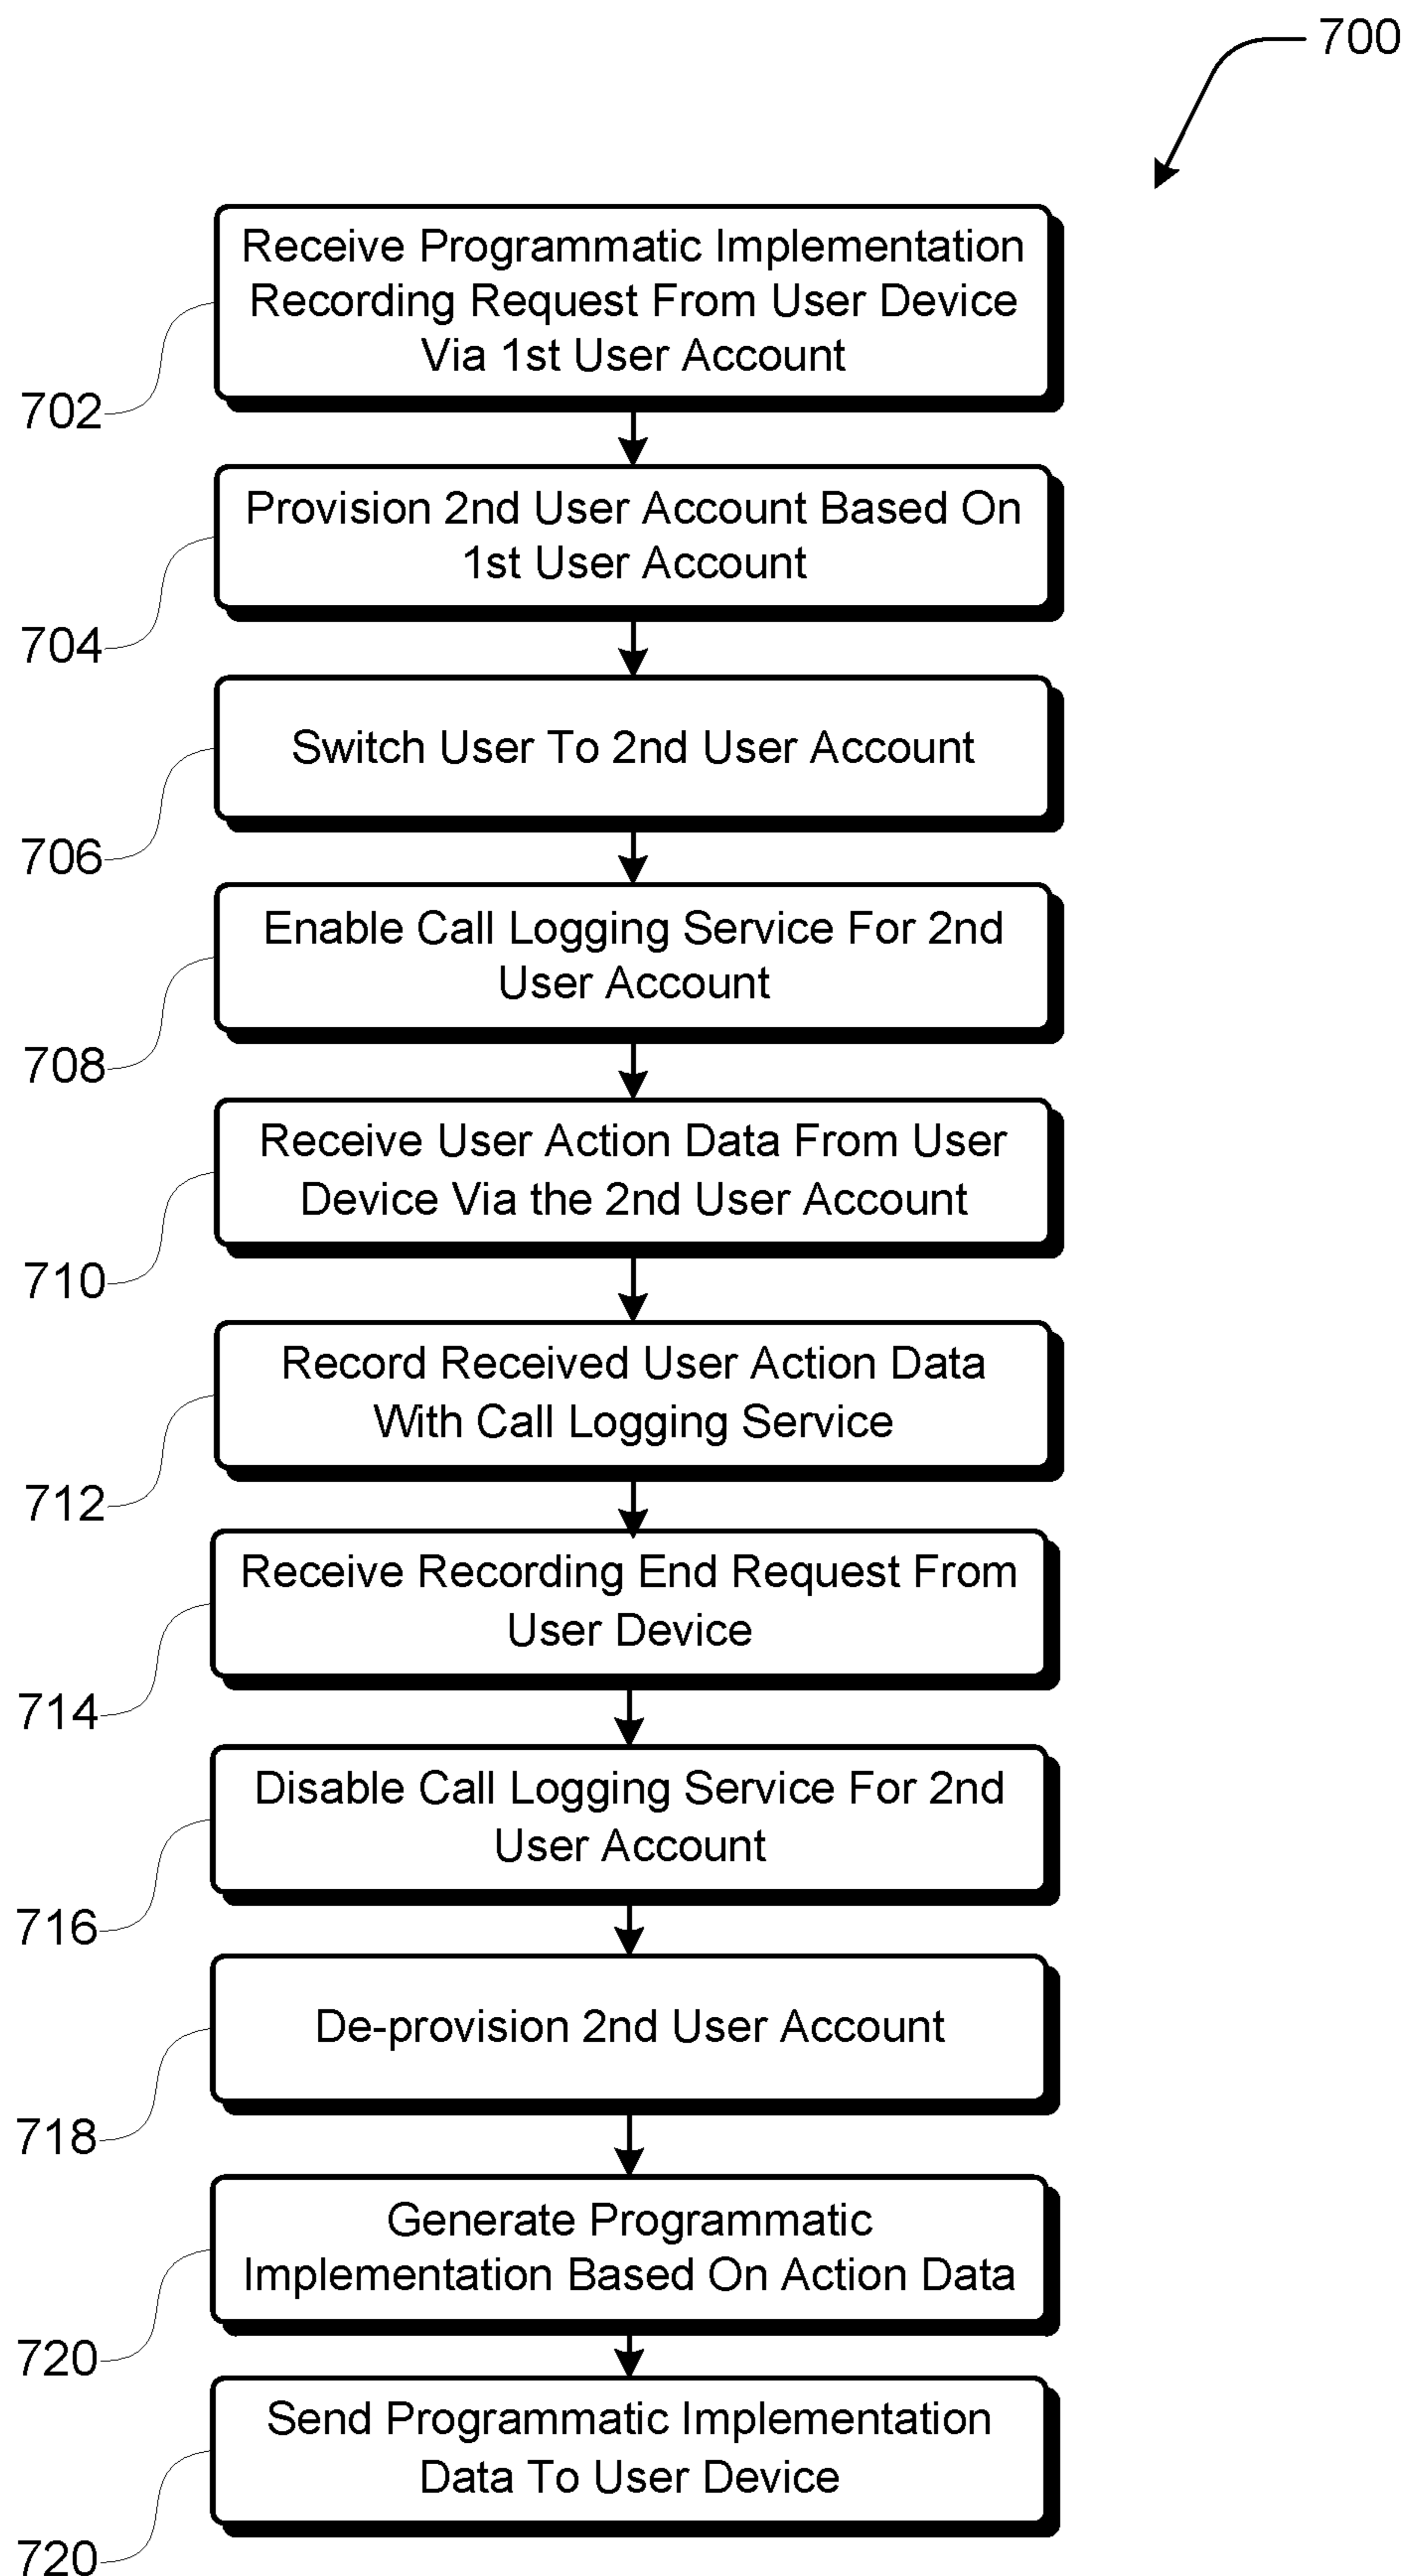 700
Receive Programmatic Implementation
Recording Request From User Device
Via 1st User Account
702
Provision 2nd User Account Based On
1st User Account
704
Switch User To 2nd User Account
706
Enable Call Logging Service For 2nd
User Account
708
Receive User Action Data From User
Device Via the 2nd User Account
710
Record Received User Action Data
With Call Logging Service
712
Receive Recording End Request From
User Device
714
Disable Call Logging Service For 2nd
User Account
716
De-provision 2nd User Account
718
Generate Programmatic
Implementation Based On Action Data
720
Send Programmatic Implementation
Data To User Device
720